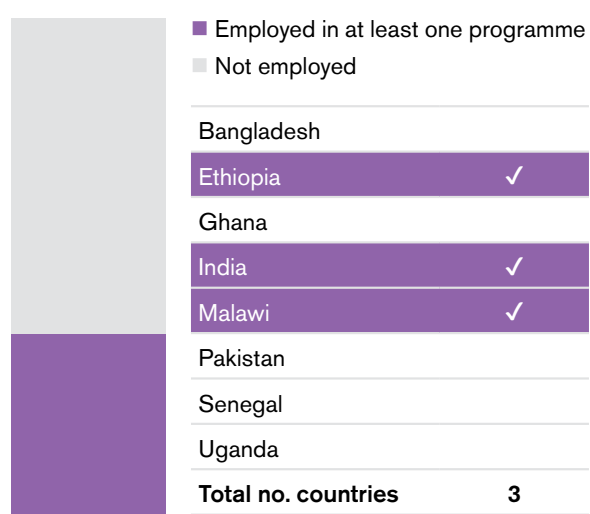 Employed in at least one programme
Not employed
Bangladesh
Ethiopia ✓
Ghana
India ✓
Malawi ✓
Pakistan
Senegal
Uganda
Total no. countries 3